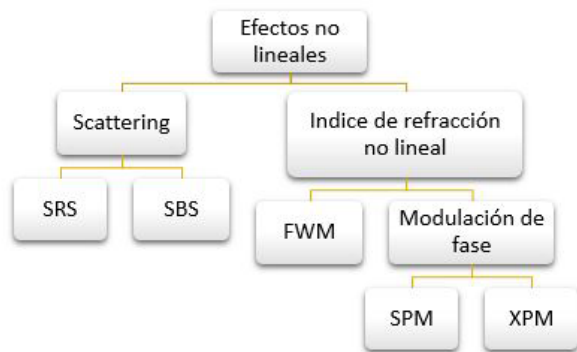 Efectos no
lineales
Scattering
Indice de refracción
no lineal
SRS
SBS
FWM
Modulación de
fase
SPM
XPM